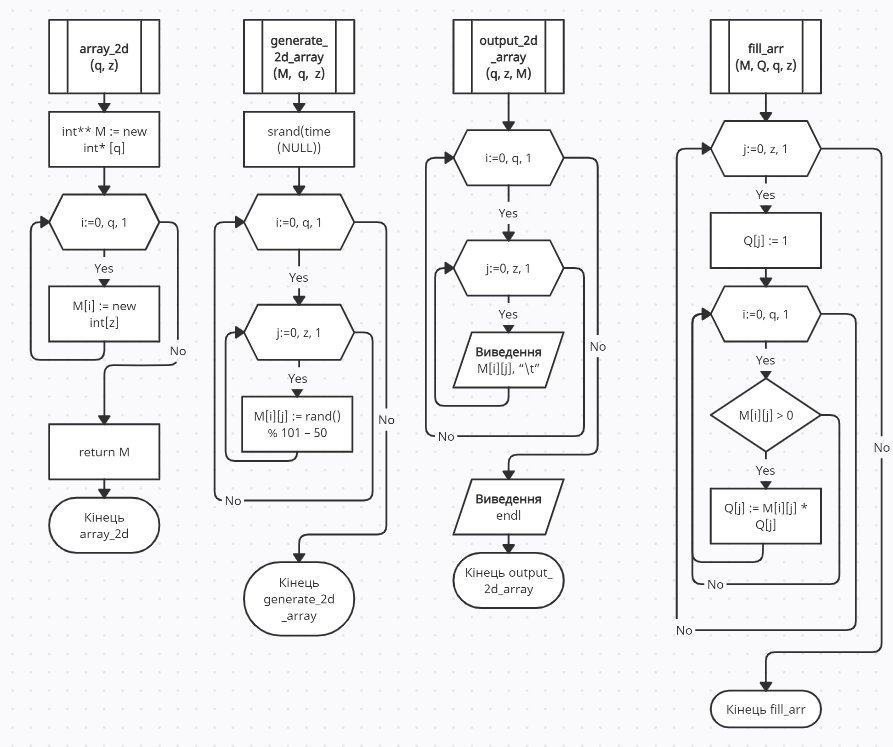 array_2d
(q, z)
int** M := new
int* [q]
i:=0, q, 1
Yes
M[i] := new
int[z]
No
return M
Кінець
array_2d
generate_
2d_array
(M, q, z)
srand(time
(NULL))
i:=0, q, 1
Yes
j:=0, z, 1
Yes
M[i][j] := rand()
% 101 – 50
No
No
Кінець
generate_2d
_array
output_2d
_array
(q, z, M)
i:=0, q, 1
Yes
j:=0, z, 1
Yes
Виведення
M[i][j], “\t”
No
No
Виведення
endl
Кінець output_
2d_array
fill_arr
(M, Q, q, z)
j:=0, z, 1
Yes
Q[j] := 1
i:=0, q, 1
Yes
M[i][j] > 0
Yes
Q[j] := M[i][j] *
Q[j]
No
No
No
Кінець fill_arr